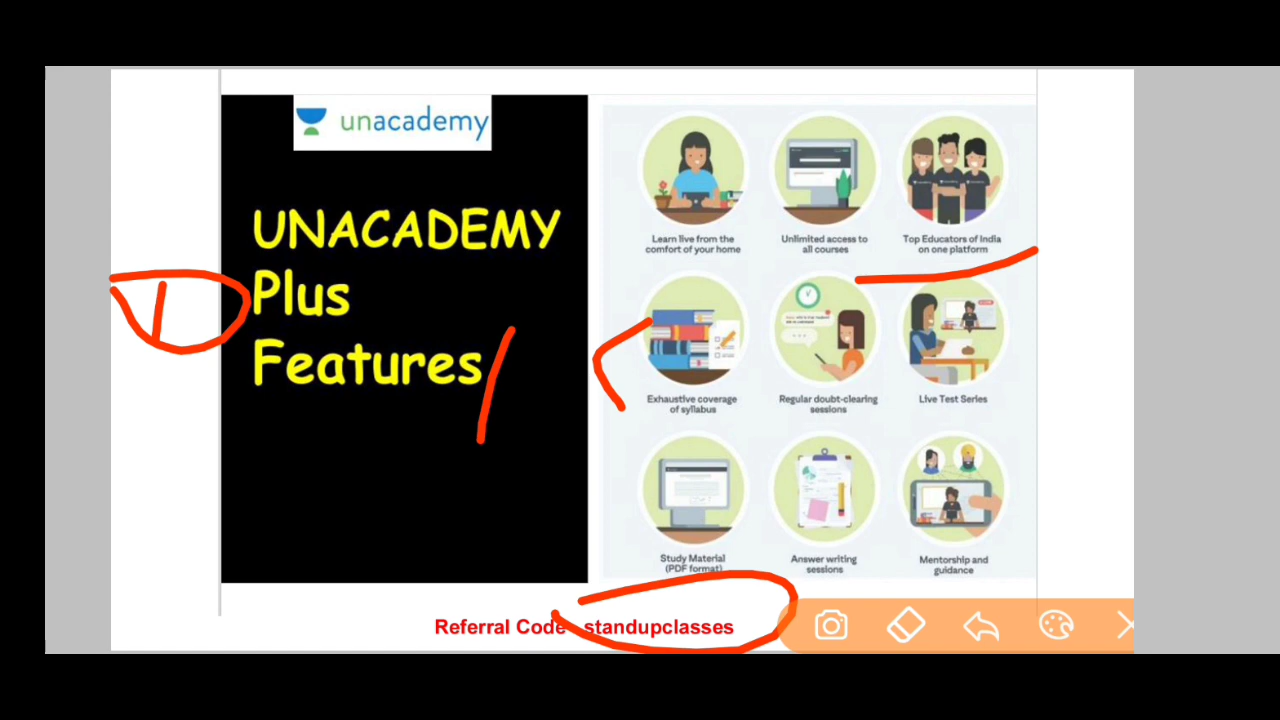 unacademy
UNACADEMY
Plus
Features
Learn live from the
comfort of your home
Unlimited access to
all courses
Top Educators of India
on one platform
Exhaustive coverage
of syllabus
Regular doubt-clearing
sessions
Live Test Series
Study Material
(PDF format)
Answer writing
sessions
Mentorship and
guidance
Referral Code - standupclasses